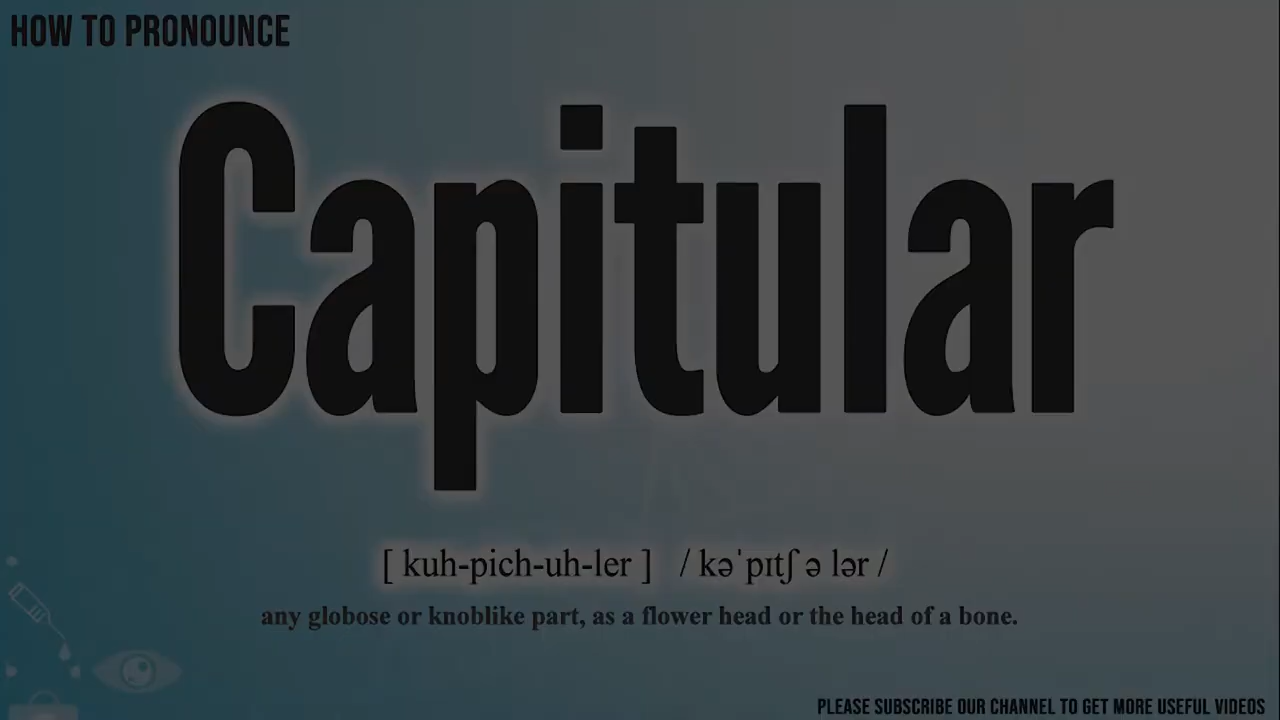 HOW TO PRONOUNCE
Capitular
[ kuh-pich-uh-ler ] / kəˈpɪtʃ ə lər /
any globose or knoblike part, as a flower head or the head of a bone.
PLEASE SUBSCRIBE OUR CHANNEL TO GET MORE USEFUL VIDEOS